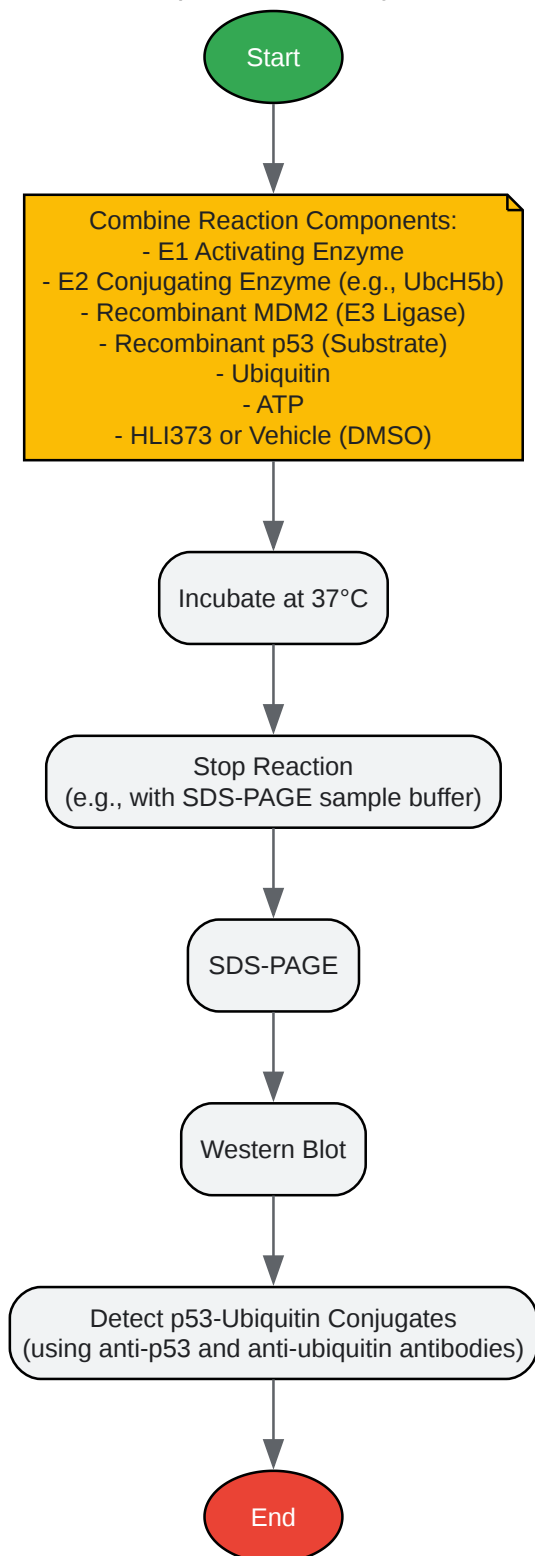 Start
Combine Reaction Components:
- E1 Activating Enzyme
- E2 Conjugating Enzyme (e.g., UbcH5b)
- Recombinant MDM2 (E3 Ligase)
- Recombinant p53 (Substrate)
- Ubiquitin
- ATP
- HLI373 or Vehicle (DMSO)
Incubate at 37°C
Stop Reaction
(e.g., with SDS-PAGE sample buffer)
SDS-PAGE
Western Blot
Detect p53-Ubiquitin Conjugates
(using anti-p53 and anti-ubiquitin antibodies)
End